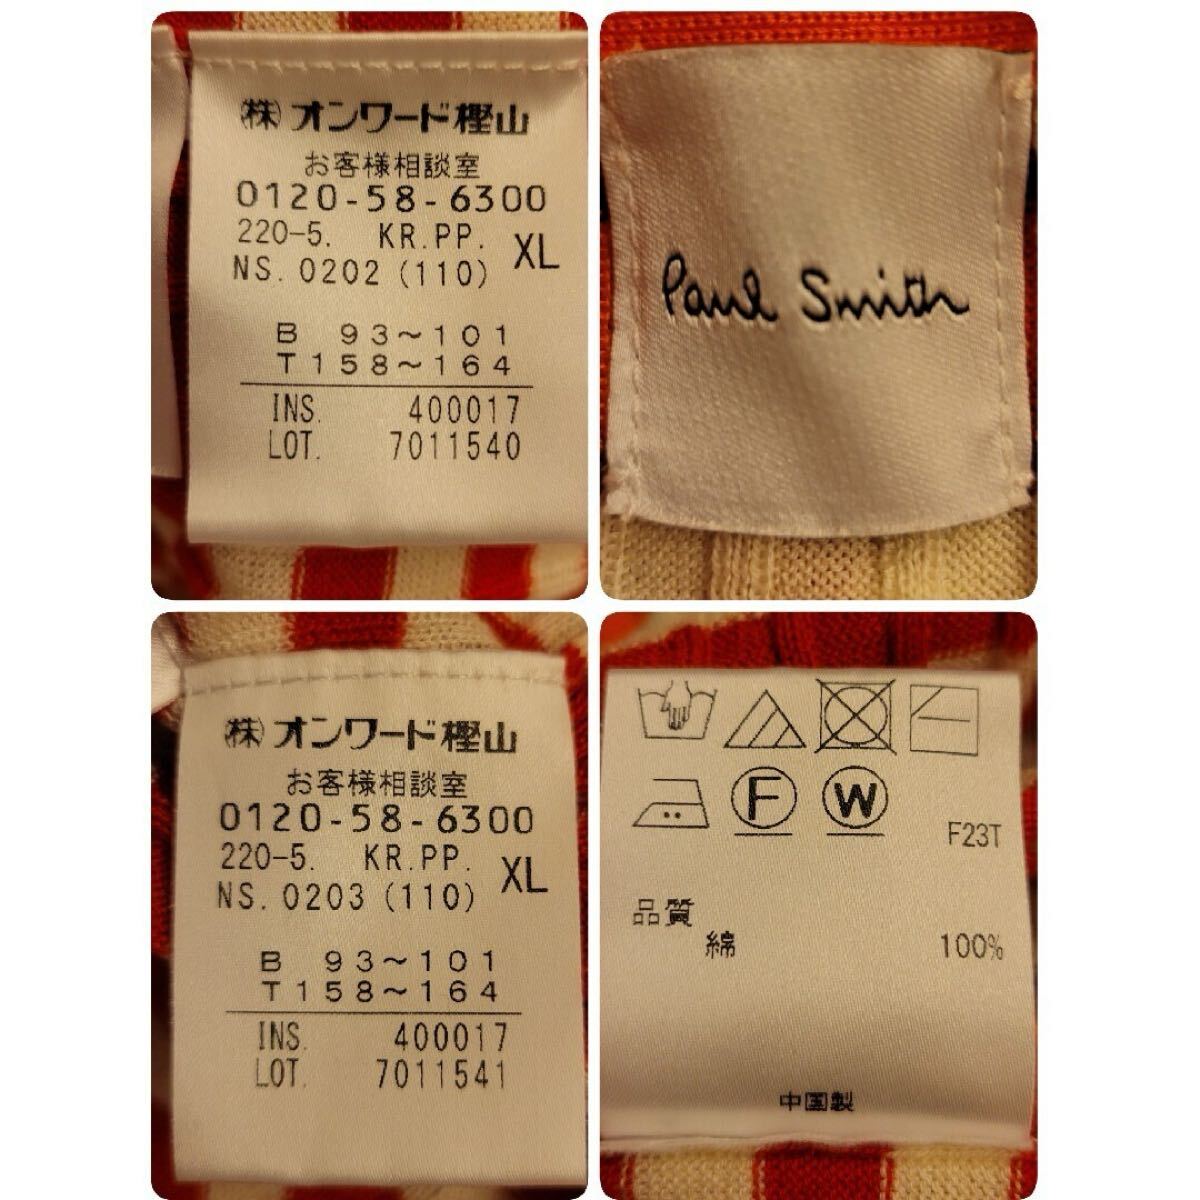 ㈱オンワード樫山
お客様相談室
0120-58-6300
220-5. KR.PP. XL
NS.0202(110)
B 93～101
T158～164
INS. 400017
LOT. 7011540
Paul Smith
㈱オンワード樫山
お客様相談室
0120-58-6300
220-5. KR.PP. XL
NS.0203(110)
B 93～101
T158～164
INS. 400017
LOT. 7011541
F W
F23T
品質
綿 100%
中国製